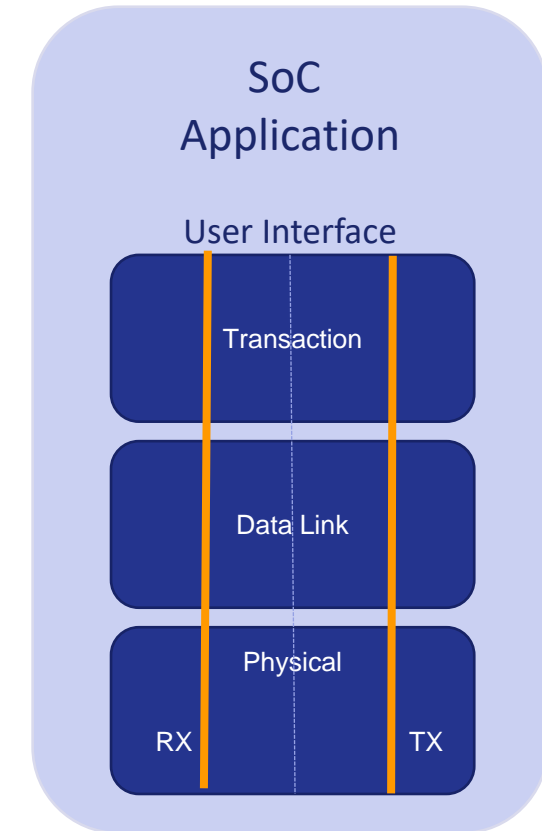 SoC
Application
User Interface
Transaction
Data Link
Physical
RX
TX